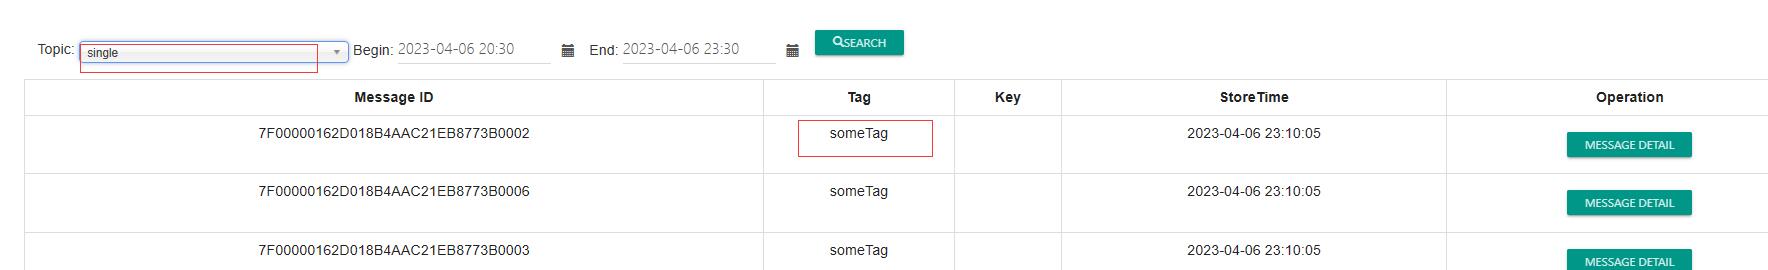 Topic: single Begin: 2023-04-06 20:30 End: 2023-04-06 23:30 SEARCH
Message ID Tag Key StoreTime Operation
7F00000162D018B4AAC21EB8773B0002 someTag 2023-04-06 23:10:05 MESSAGE DETAIL
7F00000162D018B4AAC21EB8773B0006 someTag 2023-04-06 23:10:05 MESSAGE DETAIL
7F00000162D018B4AAC21EB8773B0003 someTag 2023-04-06 23:10:05 MESSAGE DETAIL